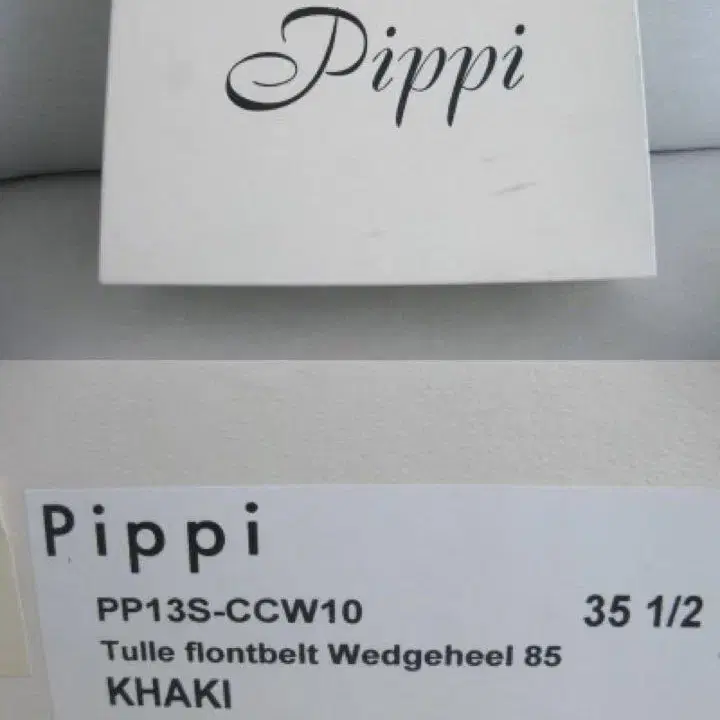 Pippi
Pippi
PP13S-CCW10 35 1/2
Tulle flontbelt Wedgeheel 85
KHAKI